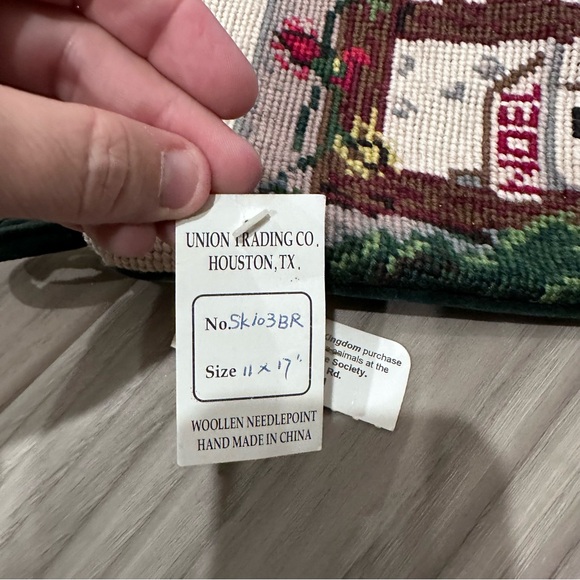 UNION TRADING CO.
HOUSTON, TX.
No. SK103BR
Size 11 x 17"
WOOLLEN NEEDLEPOINT
HAND MADE IN CHINA
Kingdom purchase
animals at the
Society.
Rd.
NOEL